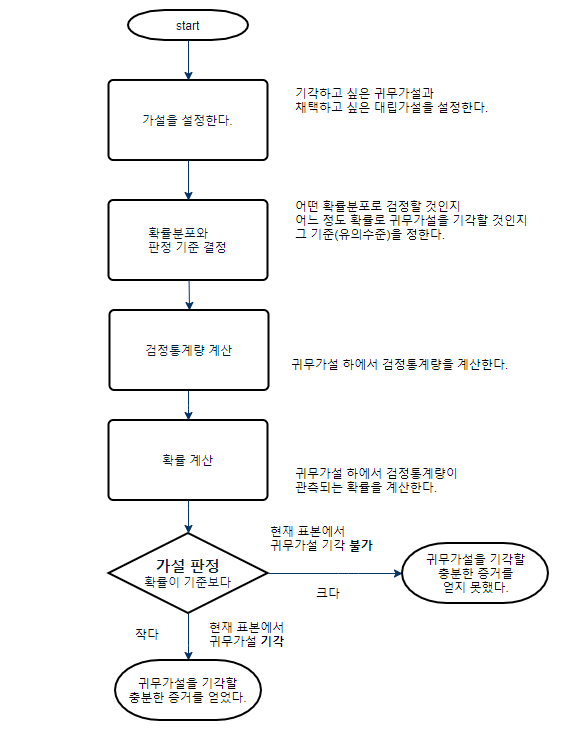 start
가설을 설정한다.
기각하고 싶은 귀무가설과
채택하고 싶은 대립가설을 설정한다.
확률분포와
판정 기준 결정
어떤 확률분포로 검정할 것인지
어느 정도 확률로 귀무가설을 기각할 것인지
그 기준(유의수준)을 정한다.
검정통계량 계산
귀무가설 하에서 검정통계량을 계산한다.
확률 계산
귀무가설 하에서 검정통계량이
관측되는 확률을 계산한다.
가설 판정
확률이 기준보다
현재 표본에서
귀무가설 기각 불가
크다
귀무가설을 기각할
충분한 증거를
얻지 못했다.
작다
현재 표본에서
귀무가설 기각
귀무가설을 기각할
충분한 증거를 얻었다.